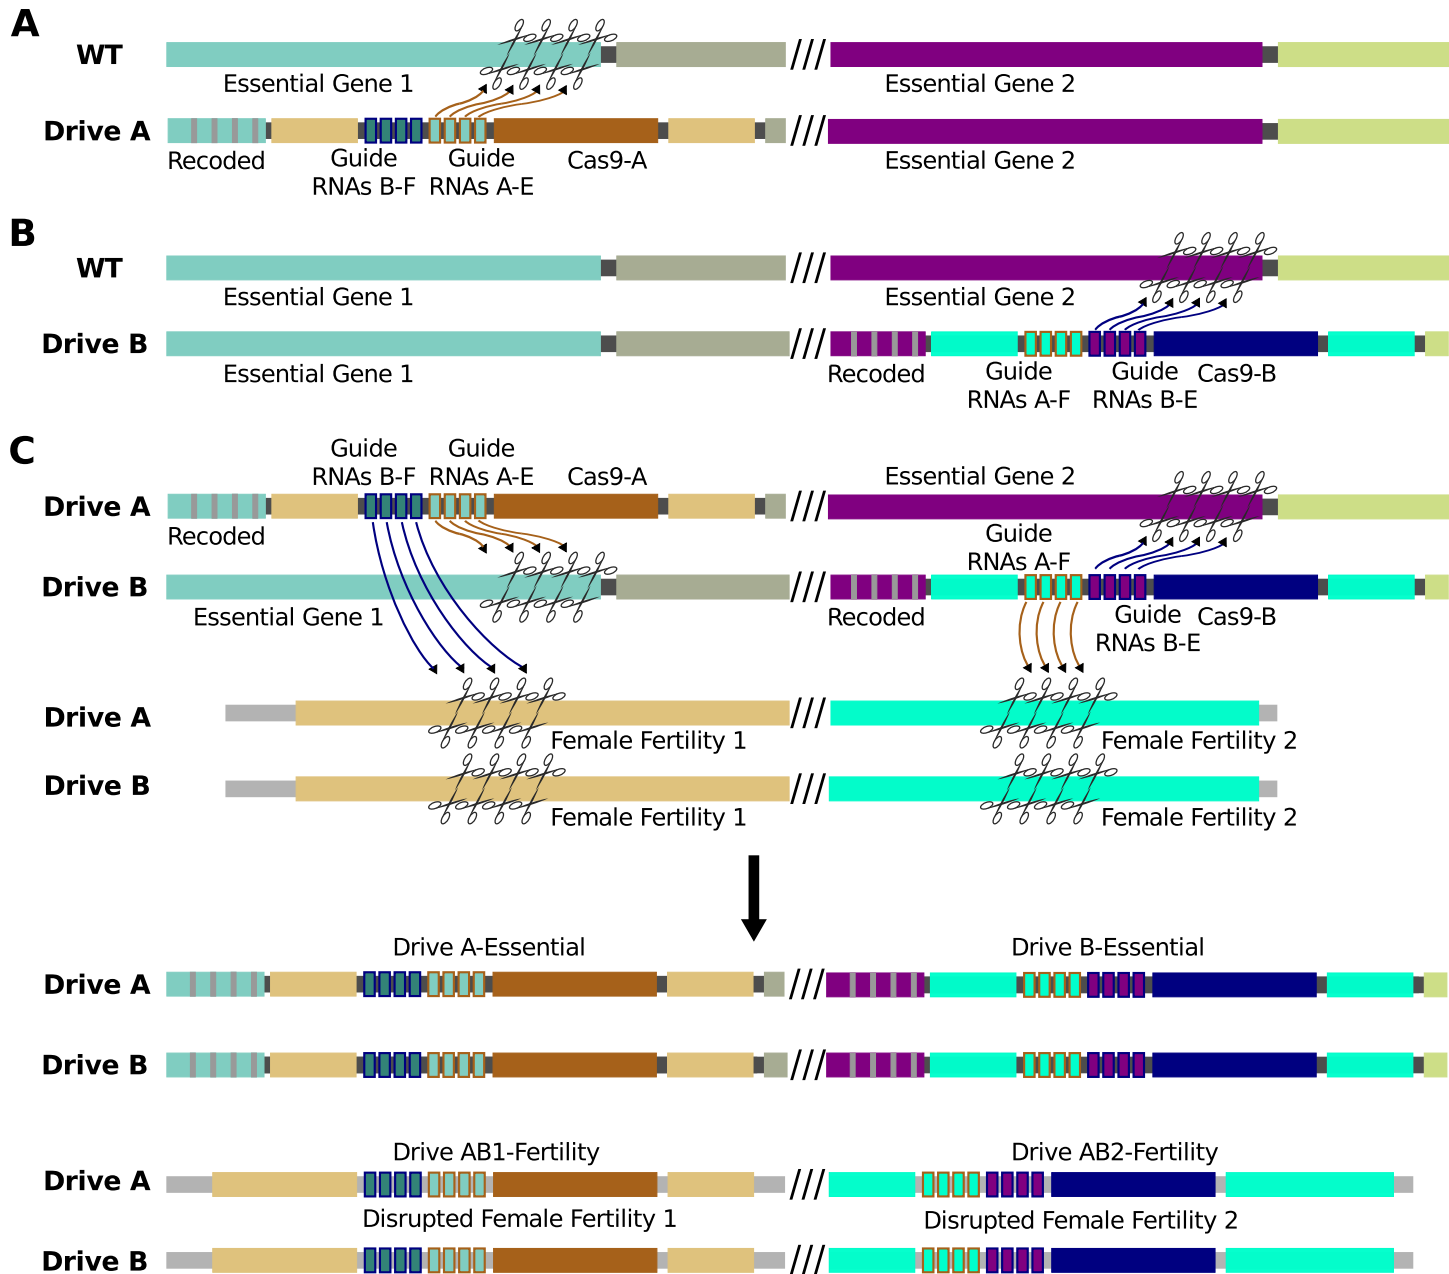 A
WT
Essential Gene 1
Essential Gene 2
Drive A
Recoded
Guide
RNAs B-F
Guide
RNAs A-E
Cas9-A
Essential Gene 2
B
WT
Essential Gene 1
Essential Gene 2
Drive B
Essential Gene 1
Recoded
Guide
RNAs A-F
Guide
RNAs B-E
Cas9-B
C
Guide
RNAs B-F
Guide
RNAs A-E
Cas9-A
Essential Gene 2
Drive A
Recoded
Guide
RNAs A-F
Drive B
Essential Gene 1
Recoded
Guide
RNAs B-E
Cas9-B
Drive A
Female Fertility 1
Female Fertility 2
Drive B
Female Fertility 1
Female Fertility 2
Drive A-Essential
Drive B-Essential
Drive A
Drive B
Drive AB1-Fertility
Drive AB2-Fertility
Drive A
Disrupted Female Fertility 1
Disrupted Female Fertility 2
Drive B